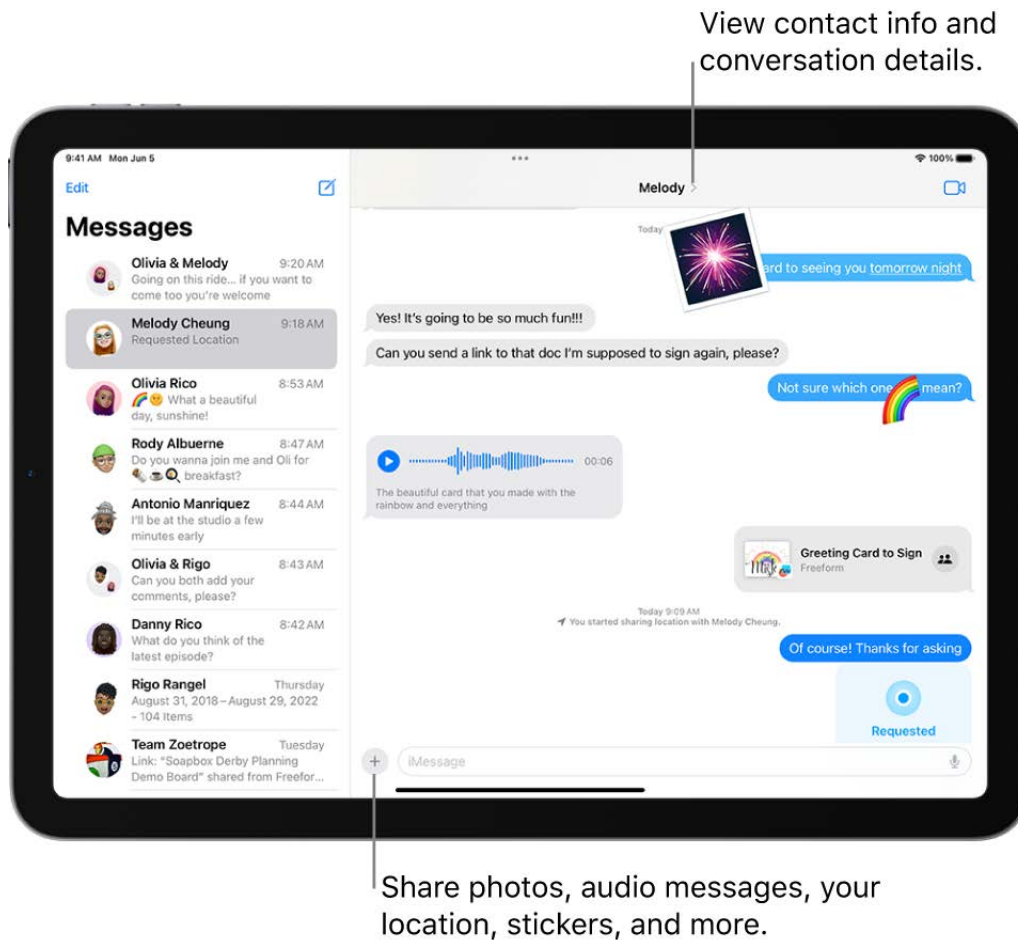 View contact info and
conversation details.
9:41 AM Mon Jun 5
100%
Edit
Messages
Olivia & Melody 9:20 AM
Going on this ride... if you want to
come too you're welcome
Melody Cheung 9:18 AM
Requested Location
Olivia Rico 8:53 AM
🌈🌞 What a beautiful
day, sunshine!
Rody Albuerne 8:47 AM
Do you wanna join me and Oli for
🗞️☕🍳 breakfast?
Antonio Manriquez 8:44 AM
I'll be at the studio a few
minutes early
Olivia & Rigo 8:43 AM
Can you both add your
comments, please?
Danny Rico 8:42 AM
What do you think of the
latest episode?
Rigo Rangel Thursday
August 31, 2018–August 29, 2022
- 104 Items
Team Zoetrope Tuesday
Link: "Soapbox Derby Planning
Demo Board" shared from Freefor...
Melody >
Today
ard to seeing you tomorrow night
Yes! It's going to be so much fun!!!
Can you send a link to that doc I'm supposed to sign again, please?
Not sure which one mean?
00:06
The beautiful card that you made with the
rainbow and everything
Greeting Card to Sign
Freeform
Today 9:09 AM
You started sharing location with Melody Cheung.
Of course! Thanks for asking
Requested
+ iMessage
Share photos, audio messages, your
location, stickers, and more.